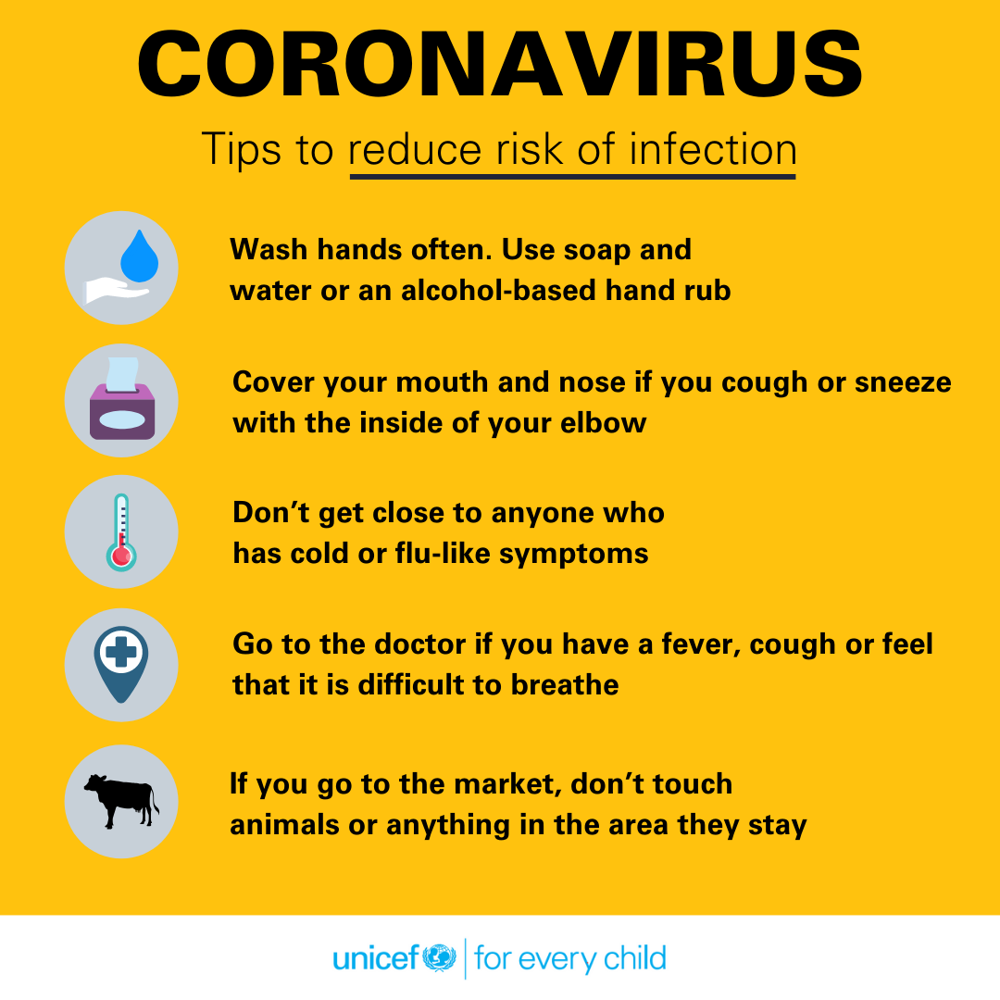 CORONAVIRUS
Tips to reduce risk of infection
Wash hands often. Use soap and
water or an alcohol-based hand rub
Cover your mouth and nose if you cough or sneeze
with the inside of your elbow
Don’t get close to anyone who
has cold or flu-like symptoms
Go to the doctor if you have a fever, cough or feel
that it is difficult to breathe
If you go to the market, don’t touch
animals or anything in the area they stay
unicef for every child